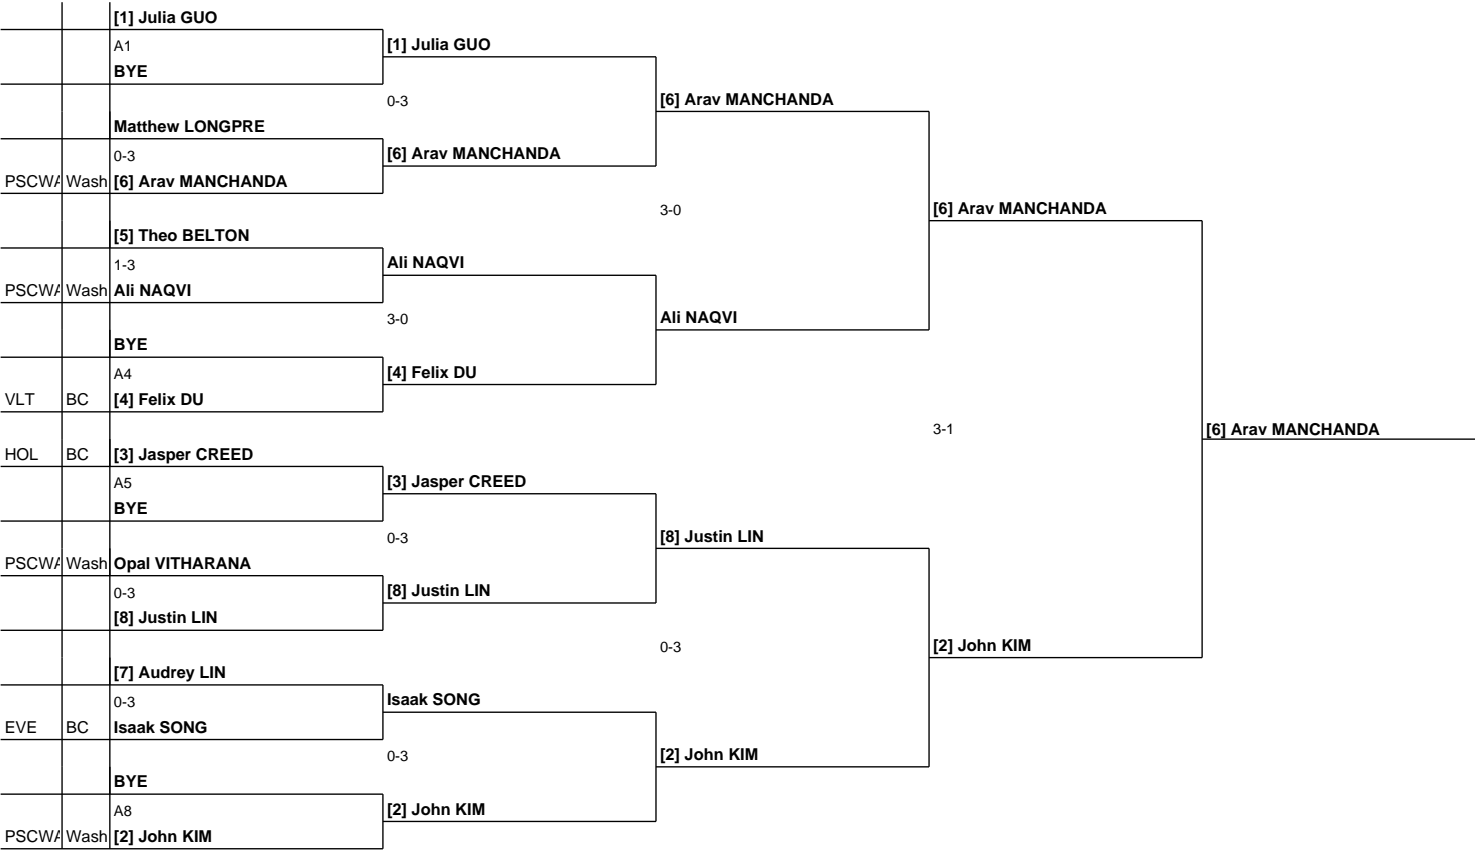 [1] Julia GUO
A1
[1] Julia GUO
BYE
0-3
[6] Arav MANCHANDA
Matthew LONGPRE
0-3
[6] Arav MANCHANDA
PSCWA Wash [6] Arav MANCHANDA
3-0
[6] Arav MANCHANDA
[5] Theo BELTON
1-3
Ali NAQVI
PSCWA Wash Ali NAQVI
3-0
Ali NAQVI
BYE
A4
[4] Felix DU
VLT BC [4] Felix DU
3-1
[6] Arav MANCHANDA
HOL BC [3] Jasper CREED
A5
[3] Jasper CREED
BYE
0-3
[8] Justin LIN
PSCWA Wash Opal VITHARANA
0-3
[8] Justin LIN
[8] Justin LIN
0-3
[2] John KIM
[7] Audrey LIN
0-3
Isaak SONG
EVE BC Isaak SONG
0-3
[2] John KIM
BYE
A8
[2] John KIM
PSCWA Wash [2] John KIM